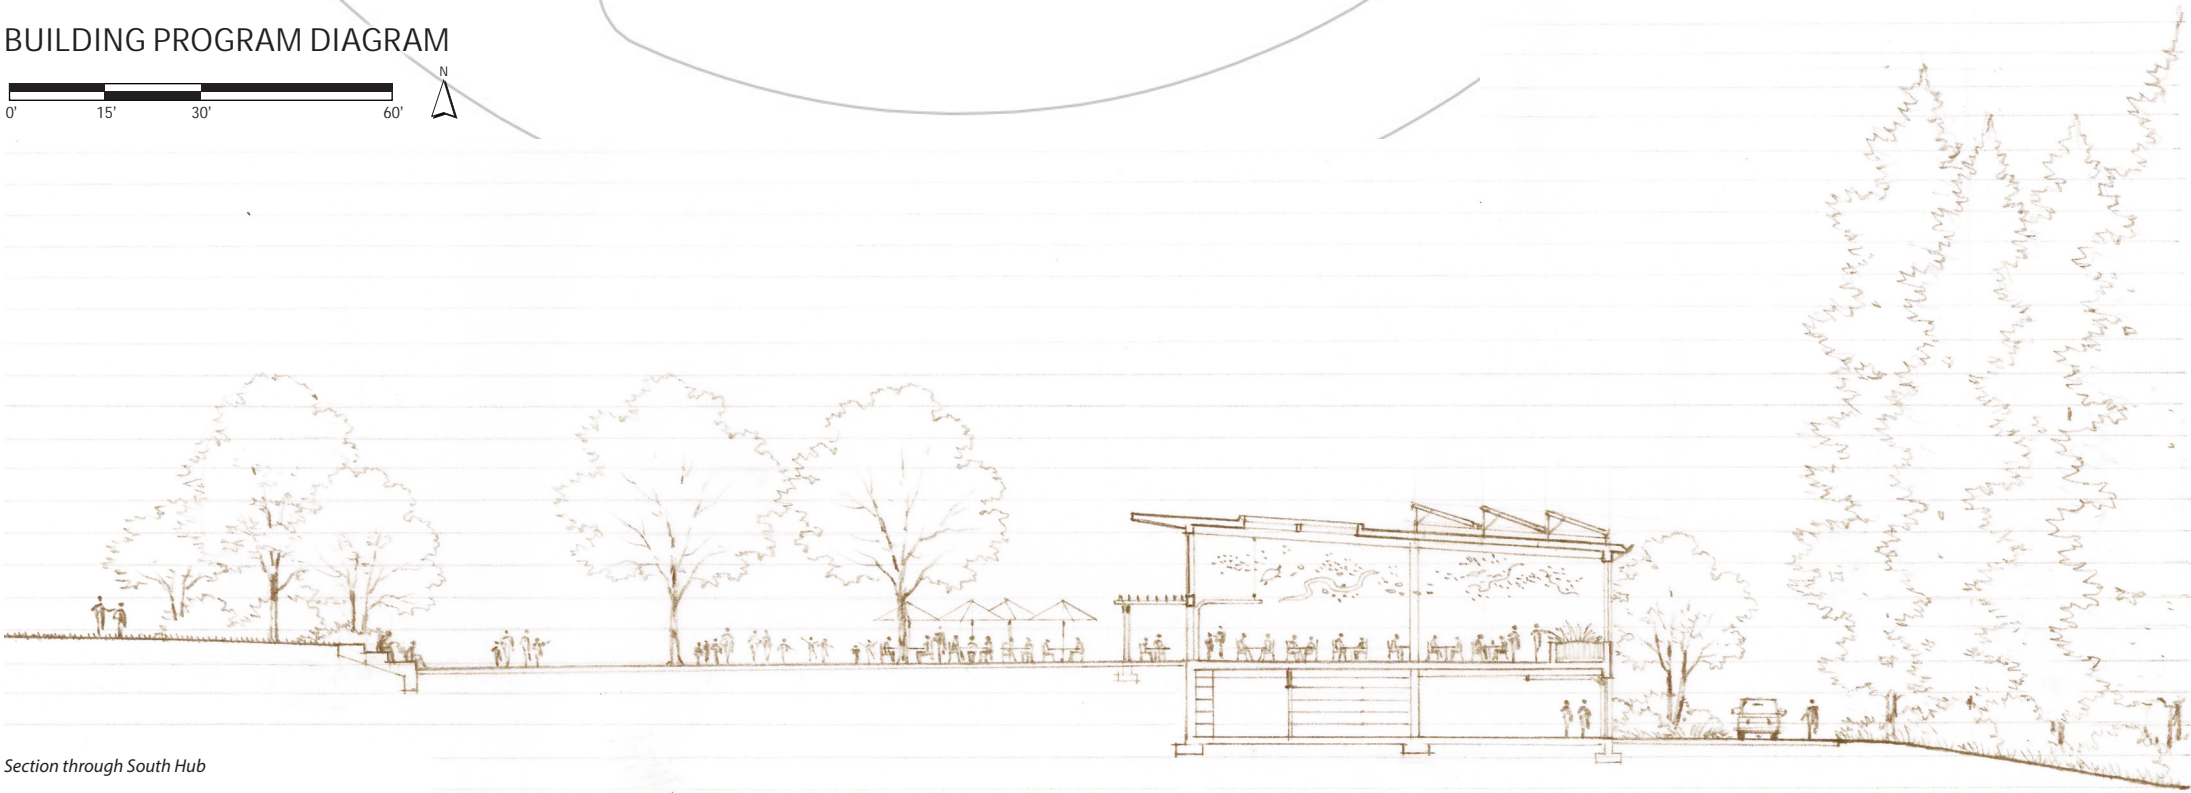 BUILDING PROGRAM DIAGRAM
N
0' 15' 30' 60'
Section through South Hub